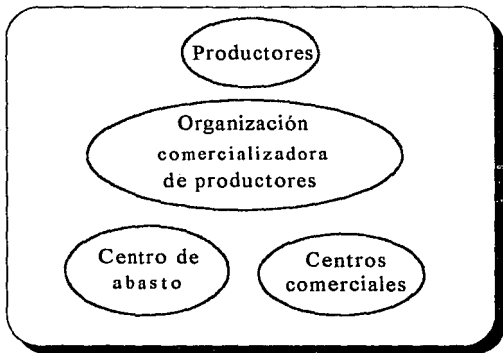 Productores
Organización
comercializadora
de productores
Centro de
abasto
Centros
comerciales